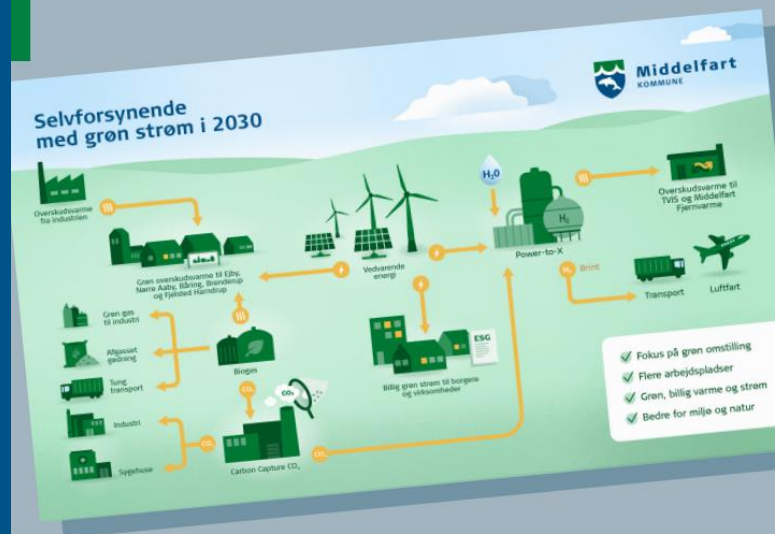 Selvforsynende
med grøn strøm i 2030
Middelfart
KOMMUNE
Overskudsvarme
fra industrien
H₂O
H₂
Overskudsvarme til
TVIS og Middelfart
Fjernvarme
Grøn overskudsvarme til Ejby,
Nørre Aaby, Båring, Brenderup
og Fjelsted Harndrup
Vedvarende
energi
Power-to-X
H₂ Brint
Transport
Luftfart
Grøn gas
til industri
Afgasset
gødning
Tung
transport
Biogas
ESG
Billig grøn strøm til borgere
og virksomheder
CO₂
CO₂
CO₂
CO₂
Industri
Sygehuse
Carbon Capture CO₂
Fokus på grøn omstilling
Flere arbejdspladser
Grøn, billig varme og strøm
Bedre for miljø og natur